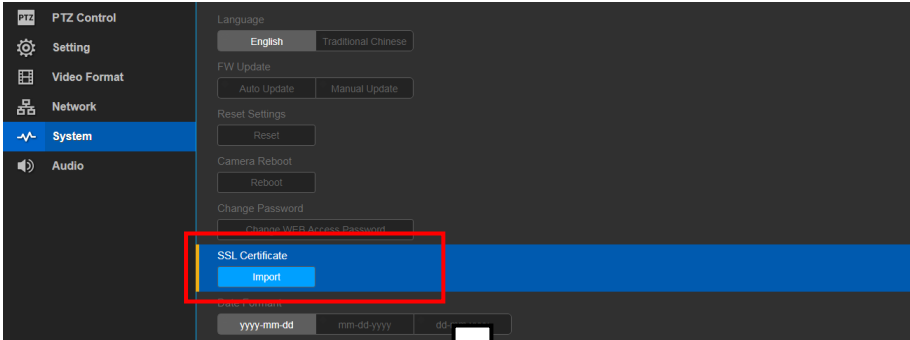 PTZ PTZ Control
Setting
Video Format
Network
System
Audio
Language
English Traditional Chinese
FW Update
Auto Update Manual Update
Reset Settings
Reset
Camera Reboot
Reboot
Change Password
Change WEB Access Password
SSL Certificate
Import
Date Formant
yyyy-mm-dd mm-dd-yyyy